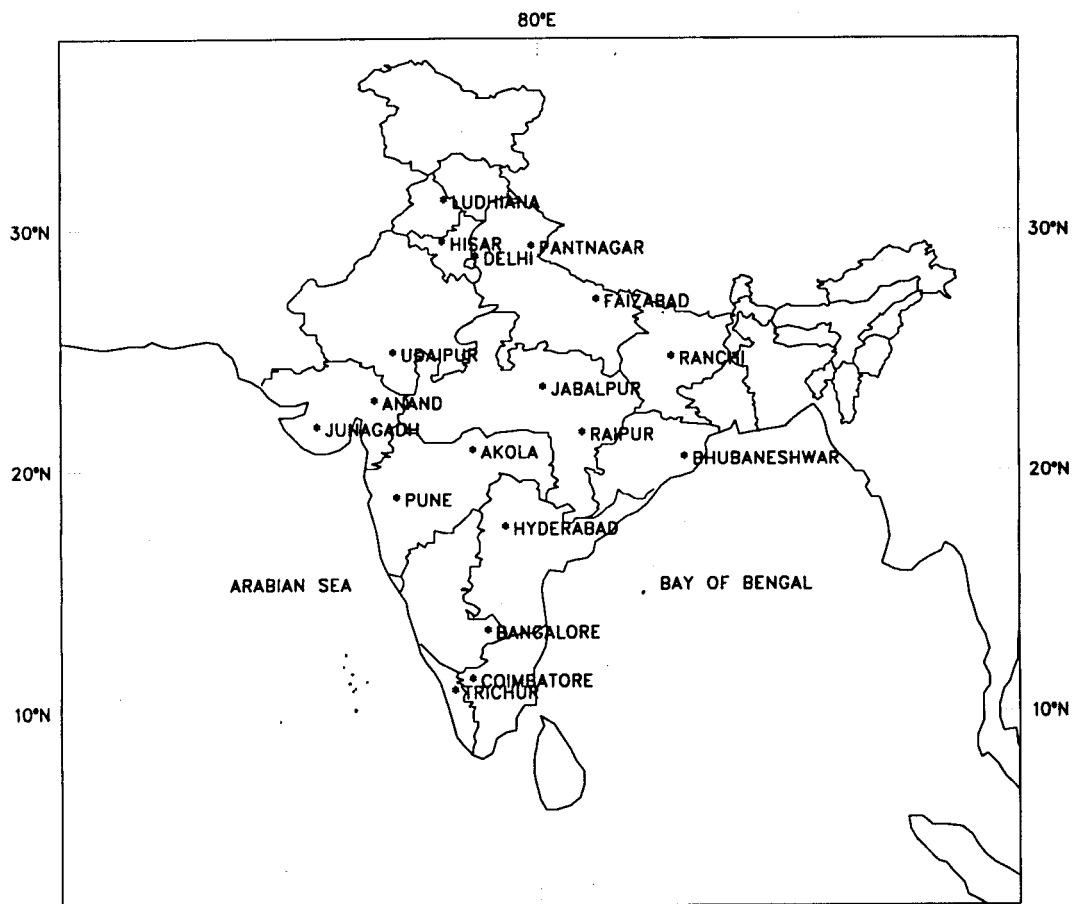 80°E
LUDHIANA
30°N
30°N
HISAR
PANTNAGAR
DELHI
FAIZABAD
UDAIPUR
RANCHI
JABALPUR
ANAND
JUNAGADH
RAIPUR
AKOLA
BHUBANESHWAR
20°N
20°N
PUNE
HYDERABAD
ARABIAN SEA
BAY OF BENGAL
BANGALORE
COIMBATORE
TRICHUR
10°N
10°N